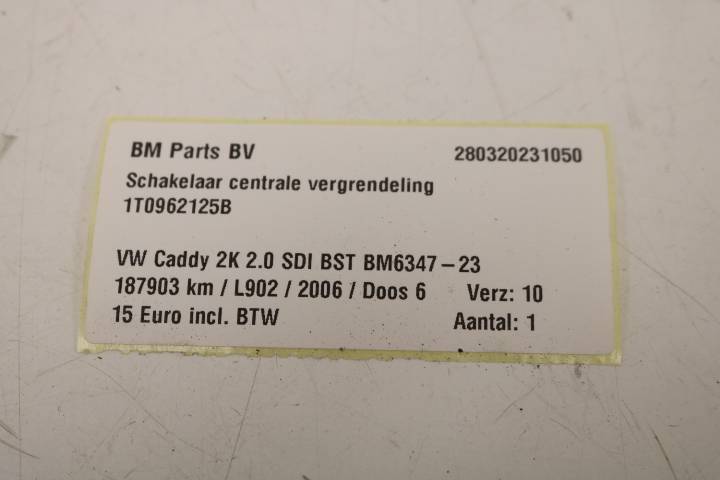 BM Parts BV 280320231050
Schakelaar centrale vergrendeling
1T0962125B
VW Caddy 2K 2.0 SDI BST BM6347-23
187903 km / L902 / 2006 / Doos 6 Verz: 10
15 Euro incl. BTW Aantal: 1